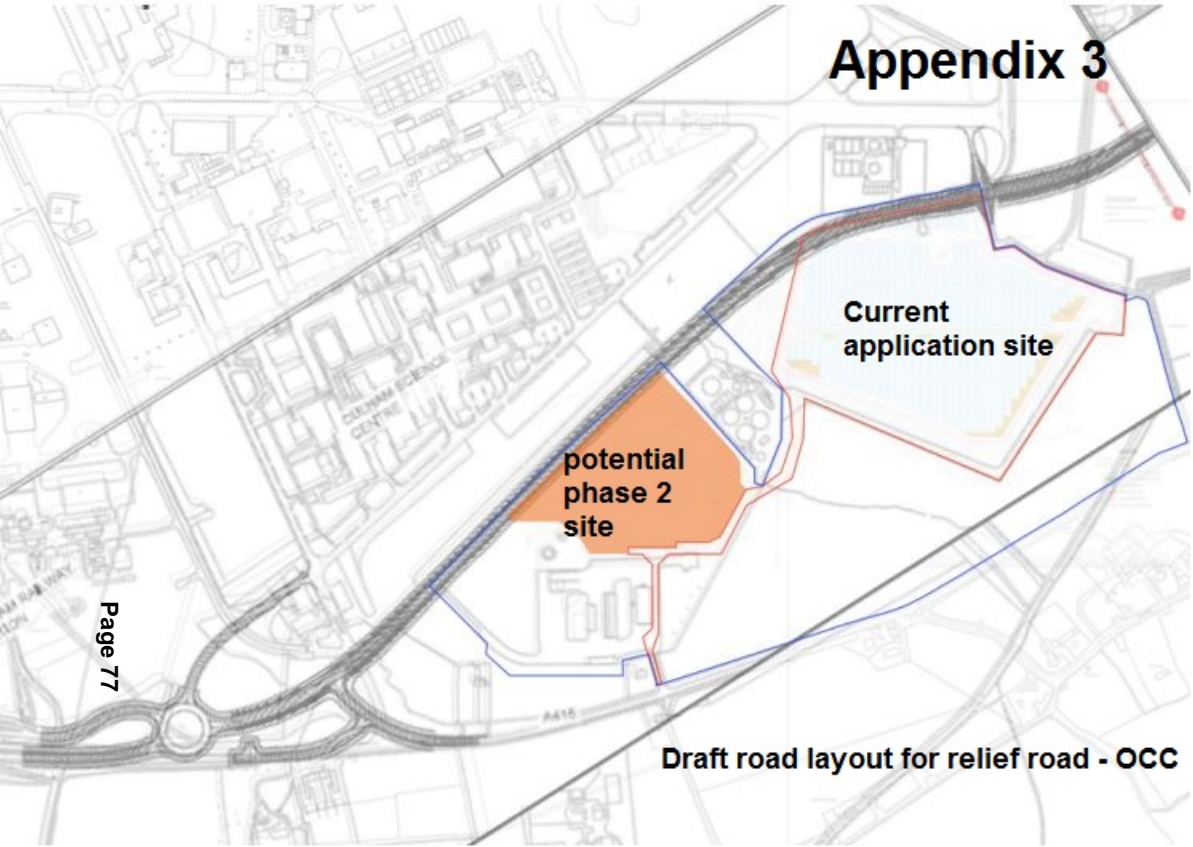 Appendix 3
Current
application site
CULHAM SCIENCE
CENTRE
potential
phase 2
site
Page 77
A415
Draft road layout for relief road - OCC